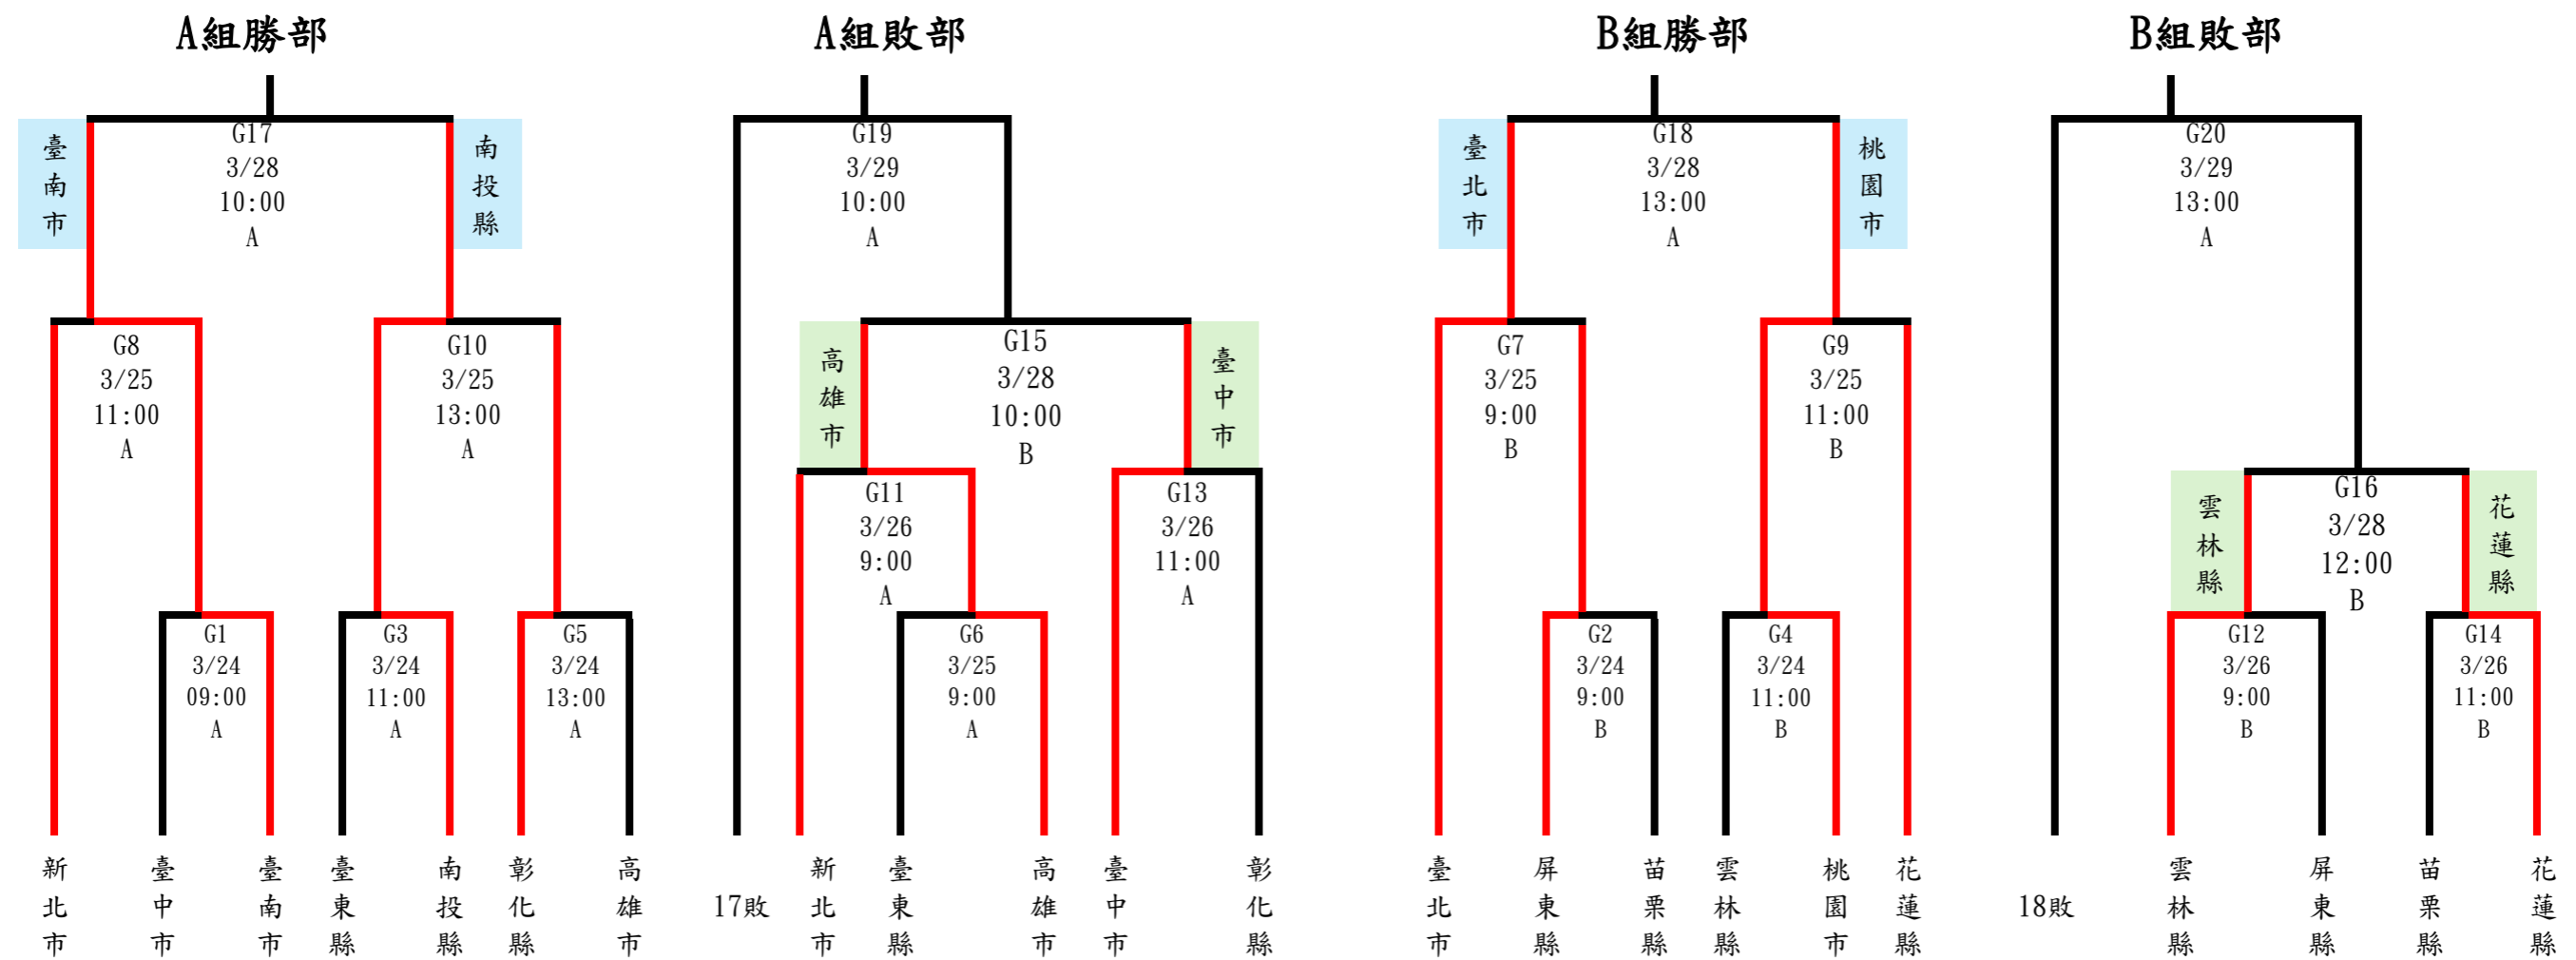 A組勝部
臺南市
G17
3/28
10:00
A
南投縣
G8
3/25
11:00
A
G10
3/25
13:00
A
G1
3/24
09:00
A
G3
3/24
11:00
A
G5
3/24
13:00
A
新北市
臺中市
臺南市
臺東縣
南投縣
彰化縣
高雄市
A組敗部
G19
3/29
10:00
A
高雄市
G15
3/28
10:00
B
臺中市
G11
3/26
9:00
A
G13
3/26
11:00
A
G6
3/25
9:00
A
17敗
新北市
臺東縣
高雄市
臺中市
彰化縣
B組勝部
臺北市
G18
3/28
13:00
A
桃園市
G7
3/25
9:00
B
G9
3/25
11:00
B
G2
3/24
9:00
B
G4
3/24
11:00
B
臺北市
屏東縣
苗栗縣
雲林縣
桃園市
花蓮縣
B組敗部
G20
3/29
13:00
A
雲林縣
G16
3/28
12:00
B
花蓮縣
G12
3/26
9:00
B
G14
3/26
11:00
B
18敗
雲林縣
屏東縣
苗栗縣
花蓮縣